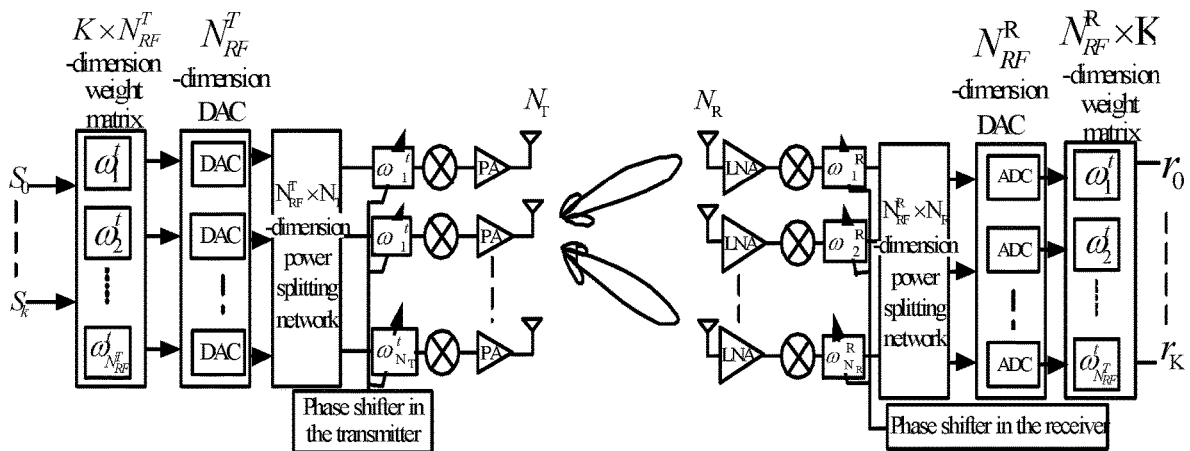 K × N_RF^T
-dimension
weight
matrix
N_RF^T
-dimension
DAC
S_0
S_k
ω_1^t
ω_2^t
ω_{N_RF^T}^t
DAC
DAC
DAC
N_RF^T × N_T
-dimension
power
splitting
network
ω_1^t
ω_1^t
ω_{N_T}^t
PA
PA
PA
N_T
Phase shifter in
the transmitter
N_R
LNA
LNA
LNA
ω_1^R
ω_2^R
ω_{N_R}^R
N_RF^R × N_R
-dimension
power
splitting
network
N_RF^R
-dimension
DAC
ADC
ADC
ADC
N_RF^R × K
-dimension
weight
matrix
ω_1^t
ω_2^t
ω_{N_RF^T}^t
r_0
r_K
Phase shifter in the receiver